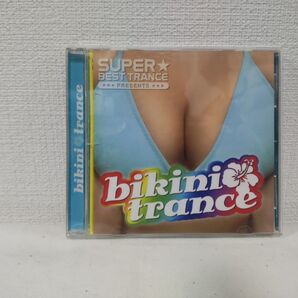 SUPER★
BEST TRANCE
★★★ PRESENTS ★★★
bikini
trance
bikini trance